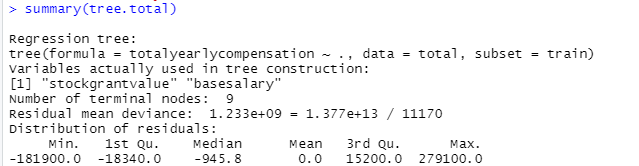 > summary(tree.total)
Regression tree:
tree(formula = totalyearlycompensation ~ ., data = total, subset = train)
Variables actually used in tree construction:
[1] "stockgrantvalue" "basesalary"
Number of terminal nodes:  9
Residual mean deviance:  1.233e+09 = 1.377e+13 / 11170
Distribution of residuals:
Min. 1st Qu. Median Mean 3rd Qu. Max.
-181900.0 -18340.0 -945.8 0.0 15200.0 279100.0